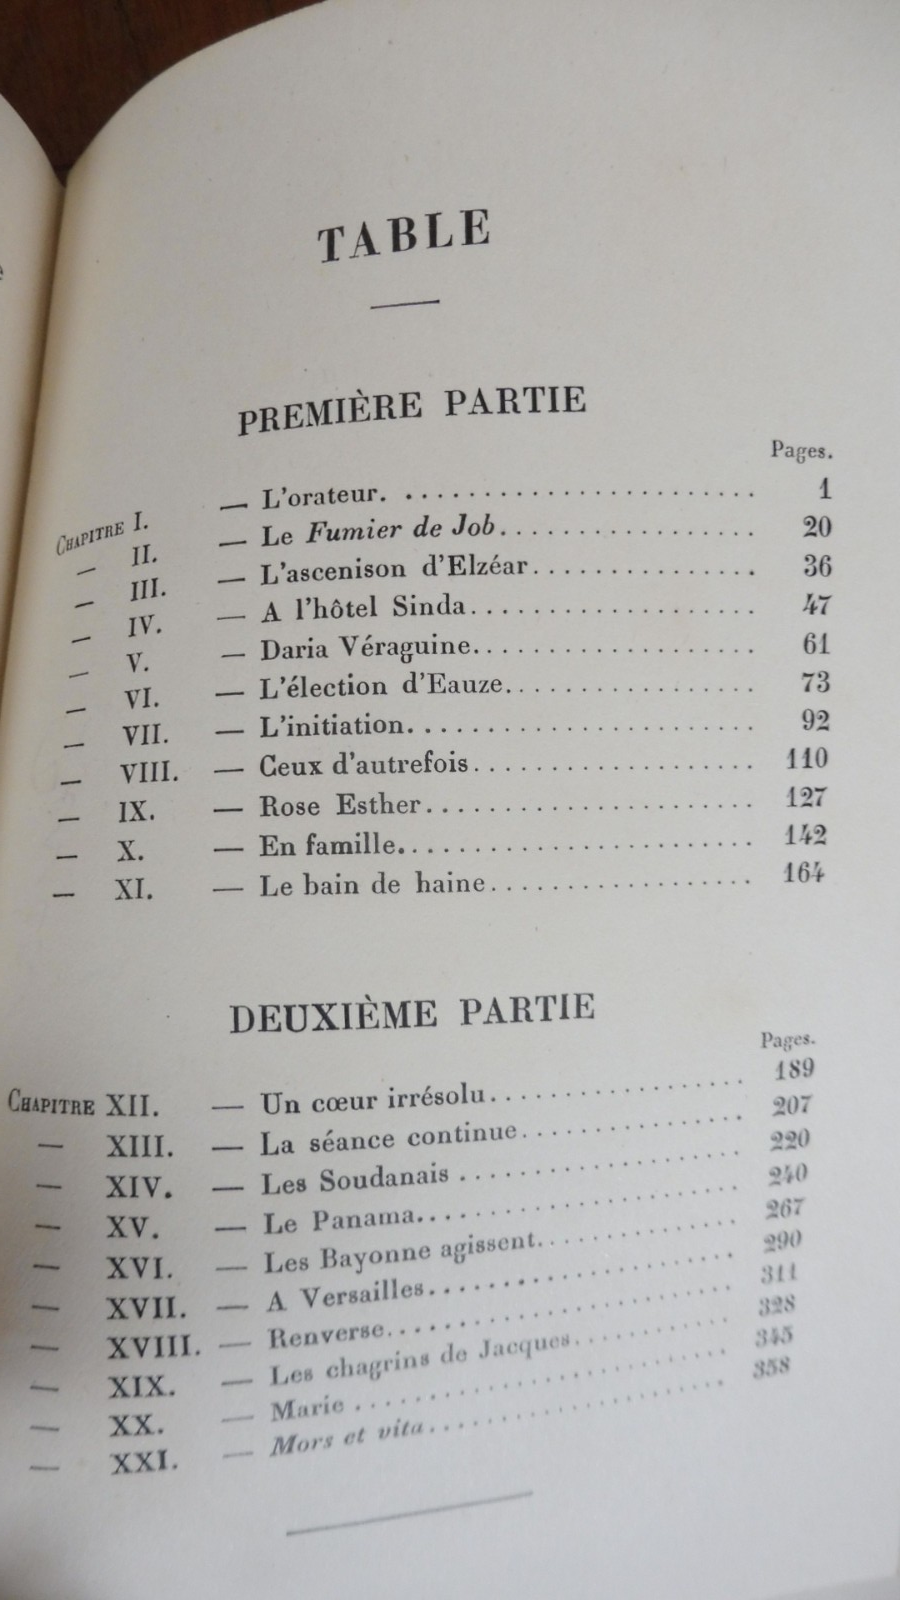 TABLE
PREMIÈRE PARTIE
Pages.
CHAPITRE I. — L'orateur. . . . . . . . . . . . . . . . . . . . 1
— II. — Le Fumier de Job. . . . . . . . . . . . . . 20
— III. — L'ascenison d'Elzéar. . . . . . . . . . . . . 36
— IV. — A l'hôtel Sinda. . . . . . . . . . . . . . . . 47
— V. — Daria Véraguine. . . . . . . . . . . . . . . . 61
— VI. — L'élection d'Eauze. . . . . . . . . . . . . . 73
— VII. — L'initiation. . . . . . . . . . . . . . . . . . . 92
— VIII. — Ceux d'autrefois. . . . . . . . . . . . . . . . 110
— IX. — Rose Esther. . . . . . . . . . . . . . . . . . 127
— X. — En famille. . . . . . . . . . . . . . . . . . . 142
— XI. — Le bain de haine. . . . . . . . . . . . . . . 164
DEUXIÈME PARTIE
Pages.
CHAPITRE XII. — Un cœur irrésolu. . . . . . . . . . . . . . 189
— XIII. — La séance continue. . . . . . . . . . . . . 207
— XIV. — Les Soudanais . . . . . . . . . . . . . . . . 220
— XV. — Le Panama. . . . . . . . . . . . . . . . . . 240
— XVI. — Les Bayonne agissent. . . . . . . . . . . . 267
— XVII. — A Versailles. . . . . . . . . . . . . . . . . . 290
— XVIII. — Renverse. . . . . . . . . . . . . . . . . . . . 311
— XIX. — Les chagrins de Jacques. . . . . . . . . . 328
— XX. — Marie . . . . . . . . . . . . . . . . . . . . . . 345
— XXI. — Mors et vita. . . . . . . . . . . . . . . . . . 358